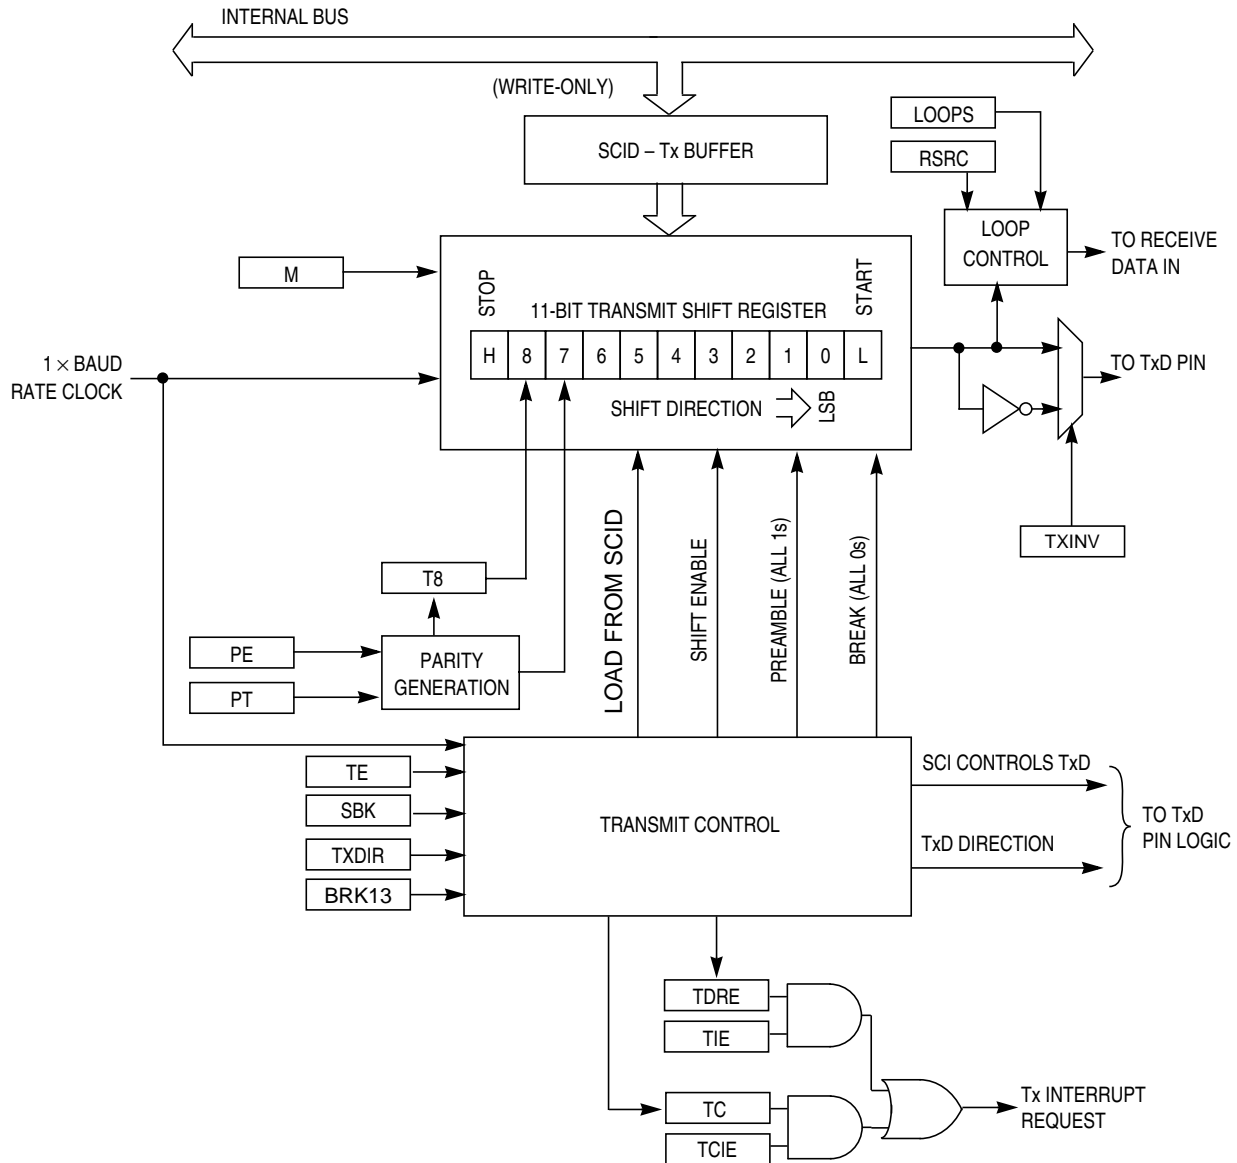 INTERNAL BUS
(WRITE-ONLY)
SCID – Tx BUFFER
LOOPS
RSRC
LOOP
CONTROL
TO RECEIVE
DATA IN
M
STOP
START
11-BIT TRANSMIT SHIFT REGISTER
H 8 7 6 5 4 3 2 1 0 L
SHIFT DIRECTION
LSB
1 × BAUD
RATE CLOCK
TO TxD PIN
TXINV
T8
PE
PT
PARITY
GENERATION
LOAD FROM SCID
SHIFT ENABLE
PREAMBLE (ALL 1s)
BREAK (ALL 0s)
TE
SBK
TXDIR
BRK13
TRANSMIT CONTROL
SCI CONTROLS TxD
TxD DIRECTION
TO TxD
PIN LOGIC
TDRE
TIE
TC
TCIE
Tx INTERRUPT
REQUEST